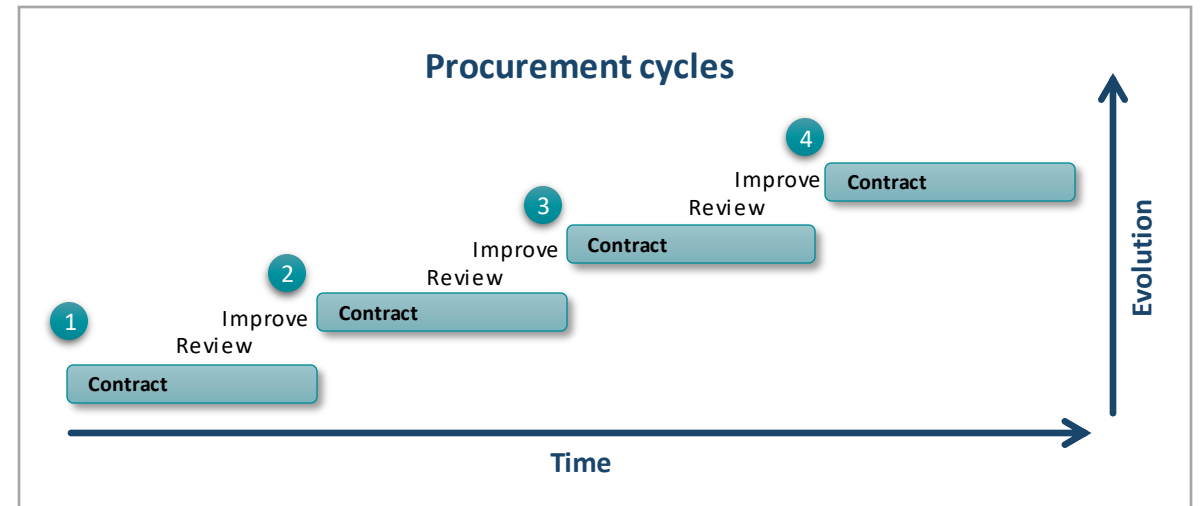 Procurement cycles
4
Improve
Contract
Review
3
Improve
Contract
Review
2
Improve
Contract
Review
1
Contract
Evolution
Time